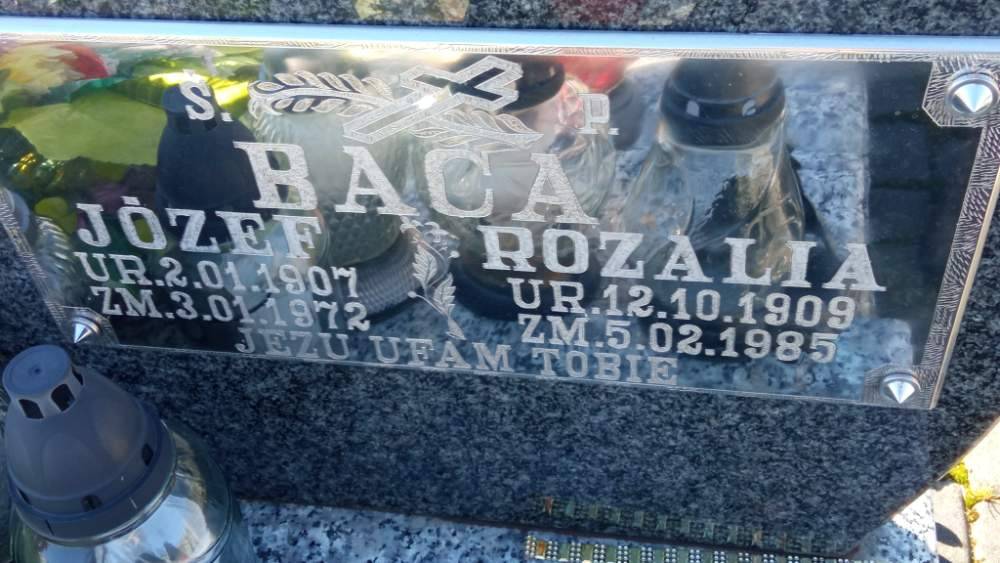 Ś. P.
BACA
JÓZEF
UR.2.01.1907
ZM.3.01.1972
ROZALIA
UR.12.10.1909
ZM.5.02.1985
JEZU UFAM TOBIE